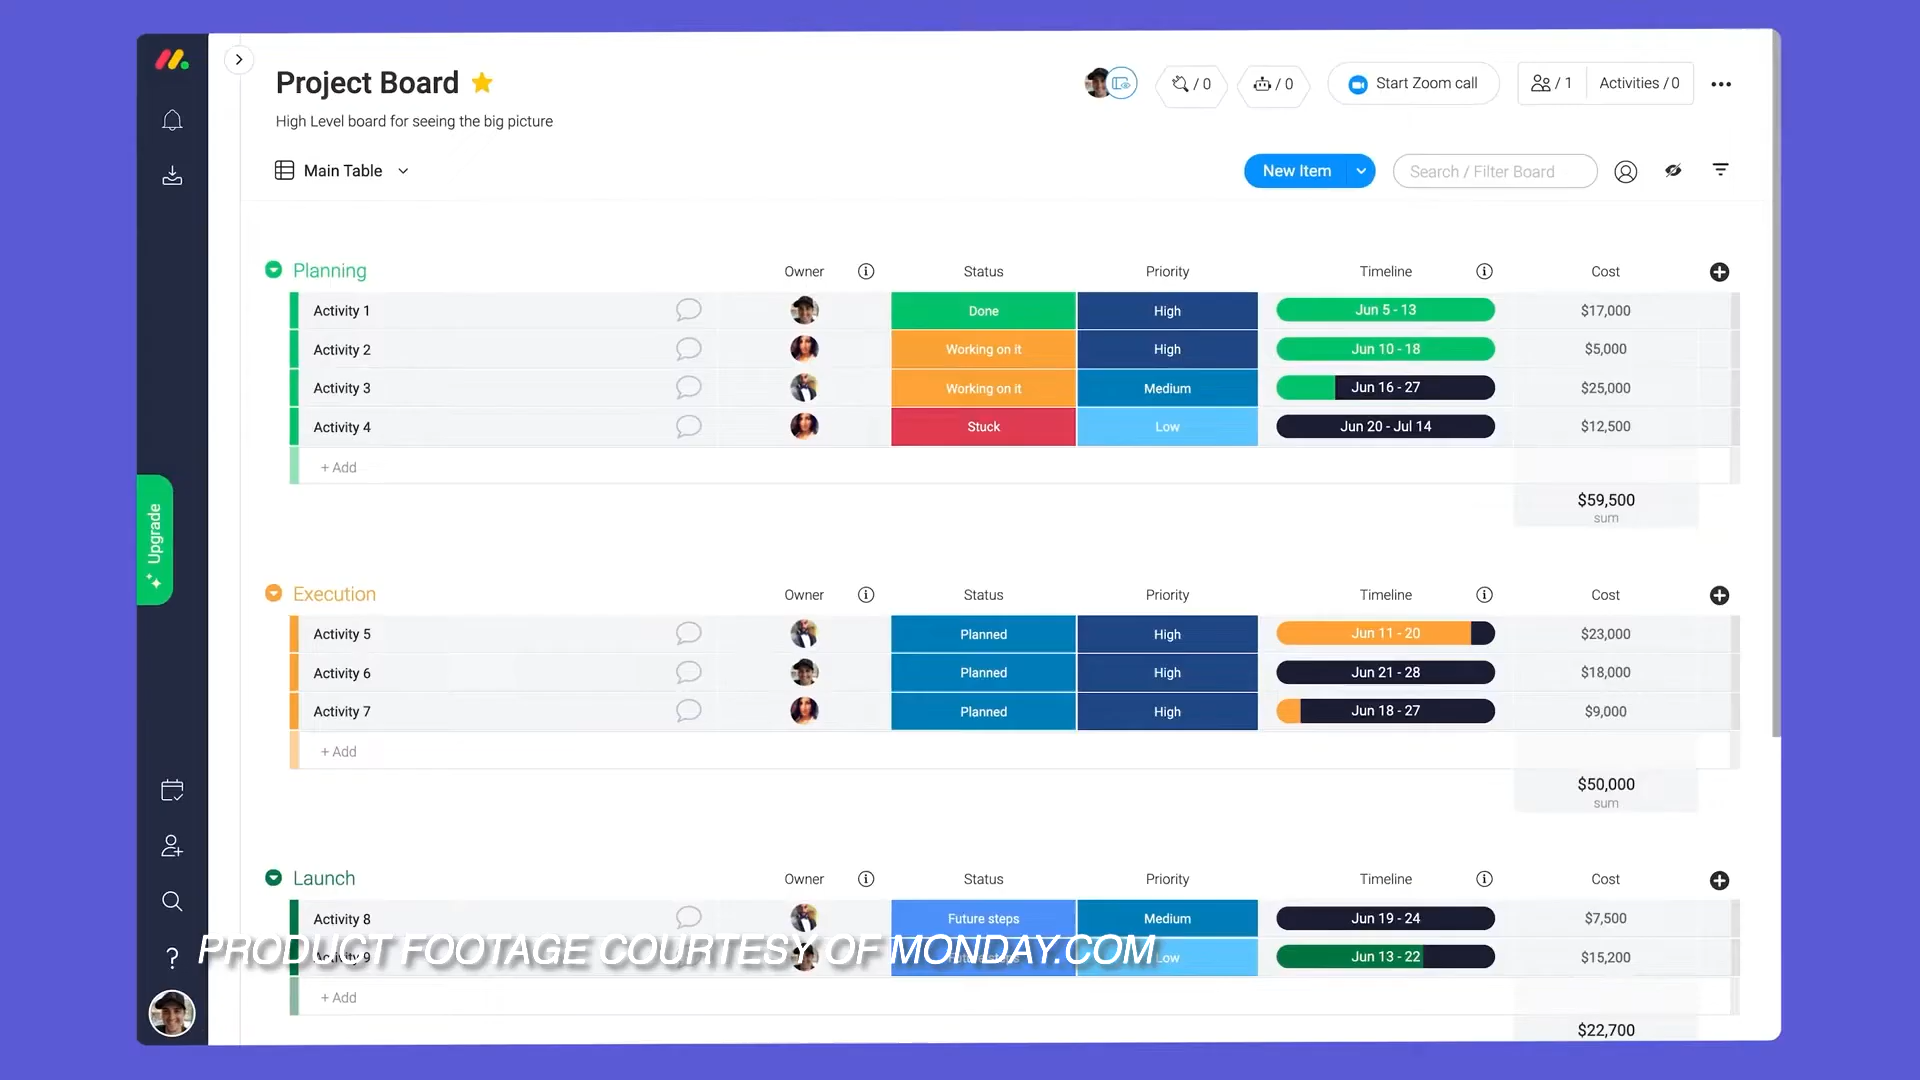 Project Board
/ 0
/ 0
Start Zoom call
/ 1
Activities / 0
High Level board for seeing the big picture
Main Table
New Item
Search / Filter Board
Planning Owner Status Priority Timeline Cost
Activity 1 Done High Jun 5 - 13 $17,000
Activity 2 Working on it High Jun 10 - 18 $5,000
Activity 3 Working on it Medium Jun 16 - 27 $25,000
Activity 4 Stuck Low Jun 20 - Jul 14 $12,500
+ Add
$59,500
sum
Upgrade
Execution Owner Status Priority Timeline Cost
Activity 5 Planned High Jun 11 - 20 $23,000
Activity 6 Planned High Jun 21 - 28 $18,000
Activity 7 Planned High Jun 18 - 27 $9,000
+ Add
$50,000
sum
Launch Owner Status Priority Timeline Cost
Activity 8 Future steps Medium Jun 19 - 24 $7,500
PRODUCT FOOTAGE COURTESY OF MONDAY.COM
Activity 9 Future steps Low Jun 13 - 22 $15,200
+ Add
$22,700